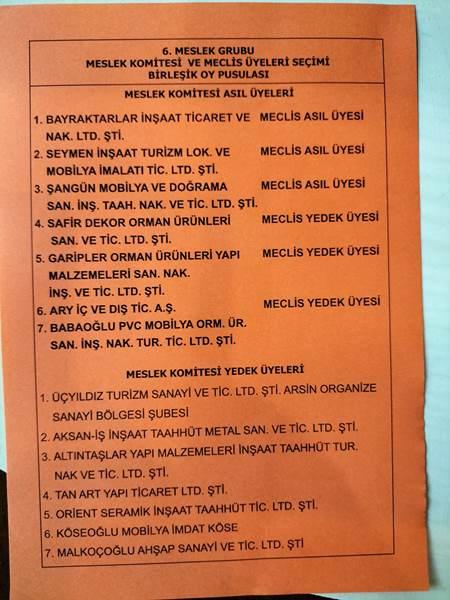 6. MESLEK GRUBU
MESLEK KOMİTESİ VE MECLİS ÜYELERİ SEÇİMİ
BİRLEŞİK OY PUSULASI
MESLEK KOMİTESİ ASIL ÜYELERİ
1. BAYRAKTARLAR İNŞAAT TİCARET VE MECLİS ASIL ÜYESİ
NAK. LTD. ŞTİ.
2. SEYMEN İNŞAAT TURİZM LOK. VE MECLİS ASIL ÜYESİ
MOBİLYA İMALATI TİC. LTD. ŞTİ.
3. ŞANGÜN MOBİLYA VE DOĞRAMA MECLİS ASIL ÜYESİ
SAN. İNŞ. TAAH. NAK. VE TİC. LTD. ŞTİ.
4. SAFİR DEKOR ORMAN ÜRÜNLERİ MECLİS YEDEK ÜYESİ
SAN. VE TİC. LTD. ŞTİ.
5. GARİPLER ORMAN ÜRÜNLERİ YAPI MECLİS YEDEK ÜYESİ
MALZEMELERİ SAN. NAK.
İNŞ. VE TİC. LTD. ŞTİ.
6. ARY İÇ VE DIŞ TİC. A.Ş. MECLİS YEDEK ÜYESİ
7. BABAOĞLU PVC MOBİLYA ORM. ÜR.
SAN. İNŞ. NAK. TUR. TİC. LTD. ŞTİ.
MESLEK KOMİTESİ YEDEK ÜYELERİ
1. ÜÇYILDIZ TURİZM SANAYİ VE TİC. LTD. ŞTİ. ARSİN ORGANİZE
SANAYİ BÖLGESİ ŞUBESİ
2. AKSAN-İŞ İNŞAAT TAAHHÜT METAL SAN. VE TİC. LTD. ŞTİ.
3. ALTINTAŞLAR YAPI MALZEMELERİ İNŞAAT TAAHHÜT TUR.
NAK VE TİC. LTD. ŞTİ.
4. TAN ART YAPI TİCARET LTD. ŞTİ.
5. ORIENT SERAMİK İNŞAAT TAAHHÜT TİC. LTD. ŞTİ.
6. KÖSEOĞLU MOBİLYA İMDAT KÖSE
7. MALKOÇOĞLU AHŞAP SANAYİ VE TİC. LTD. ŞTİ